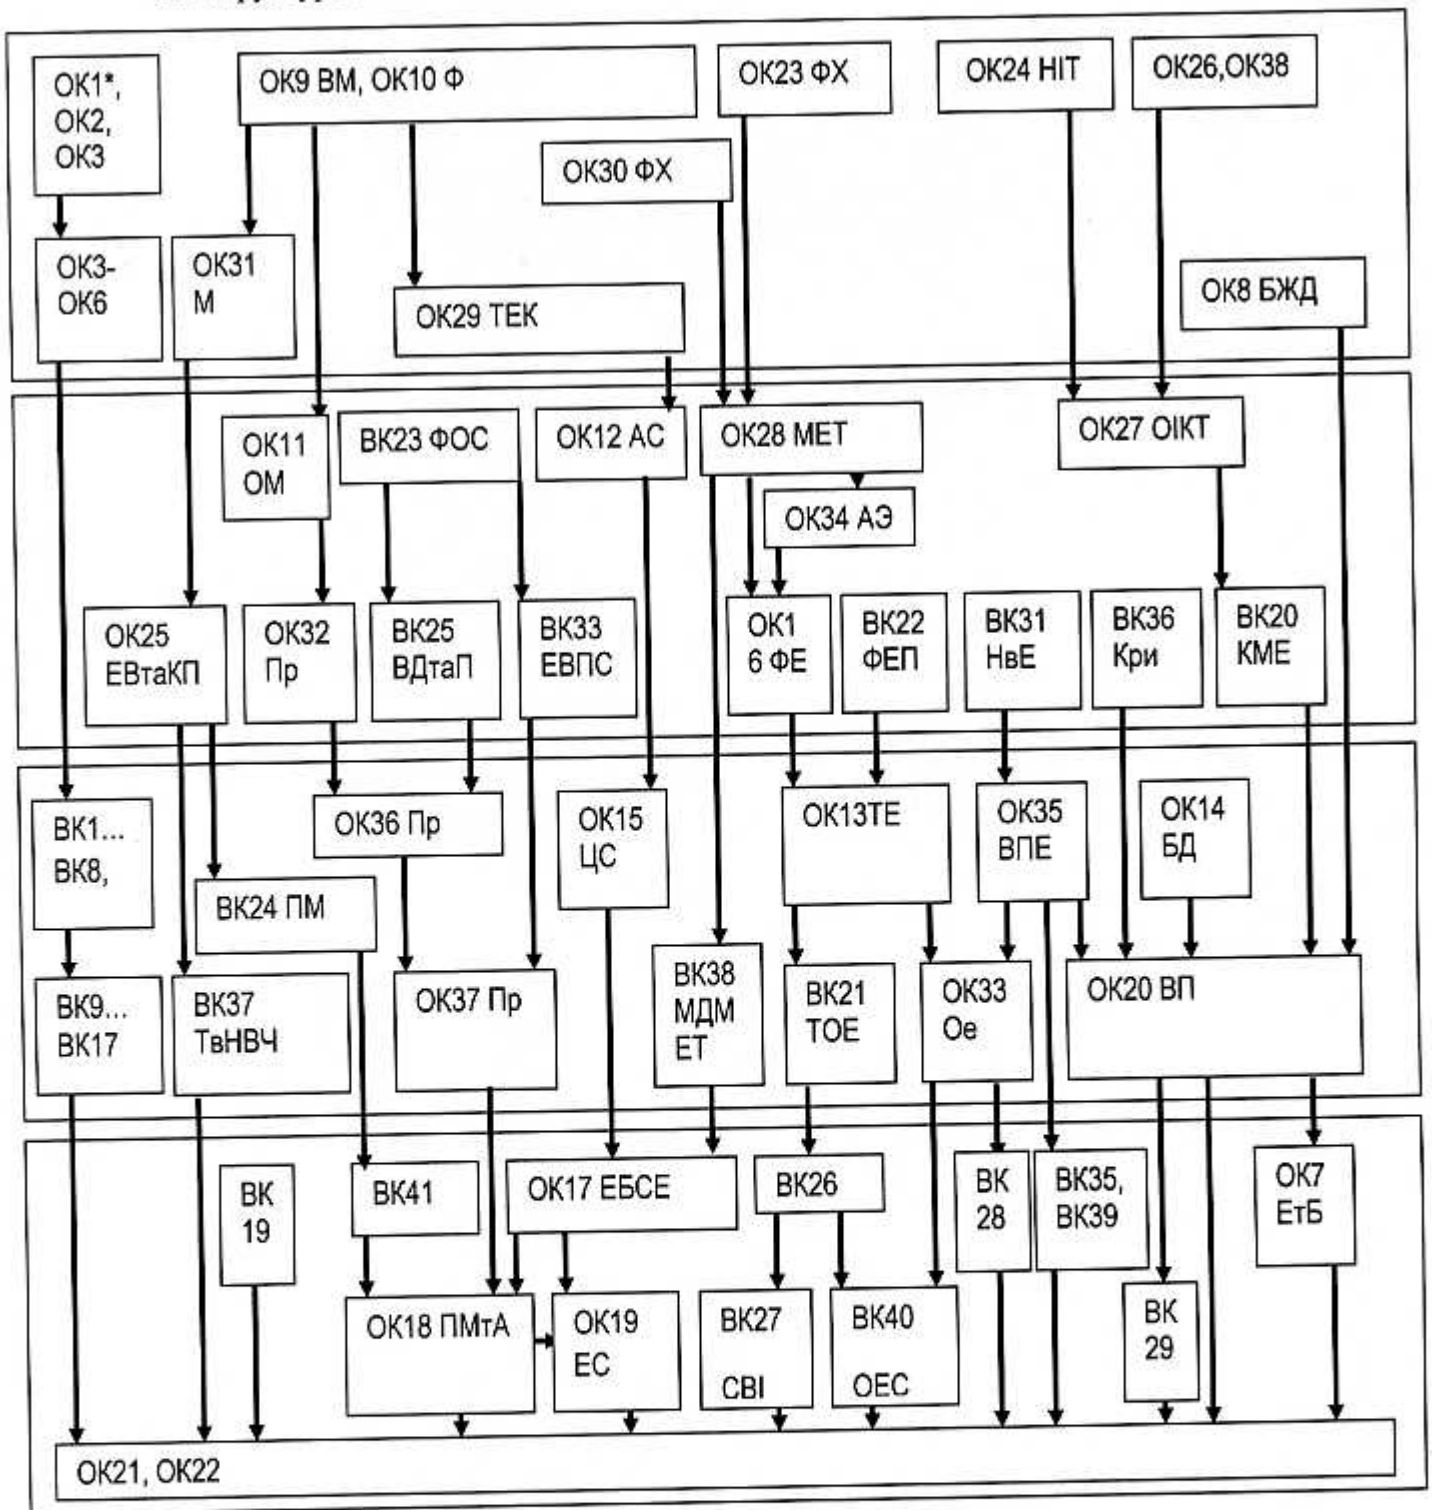 ОК1*,
ОК2,
ОК3
ОК9 ВМ, ОК10 Ф
ОК23 ФХ
ОК24 НІТ
ОК26,ОК38
ОК30 ФХ
ОК3-
ОК6
ОК31
М
ОК29 ТЕК
ОК8 БЖД
ОК11
ОМ
ВК23 ФОС
ОК12 АС
ОК28 МЕТ
ОК27 ОІКТ
ОК34 АЭ
ОК25
ЕВтаКП
ОК32
Пр
ВК25
ВДтаП
ВК33
ЕВПС
ОК1
6 ФЕ
ВК22
ФЕП
ВК31
НвЕ
ВК36
Кри
ВК20
КМЕ
ВК1...
ВК8,
ОК36 Пр
ОК15
ЦС
ОК13ТЕ
ОК35
ВПЕ
ОК14
БД
ВК24 ПМ
ВК9...
ВК17
ВК37
ТвНВЧ
ОК37 Пр
ВК38
МДМ
ЕТ
ВК21
ТОЕ
ОК33
Ое
ОК20 ВП
ВК
19
ВК41
ОК17 ЕБСЕ
ВК26
ВК
28
ВК35,
ВК39
ОК7
ЕтБ
ОК18 ПМтА
ОК19
ЕС
ВК27
СВІ
ВК40
ОЕС
ВК
29
ОК21, ОК22